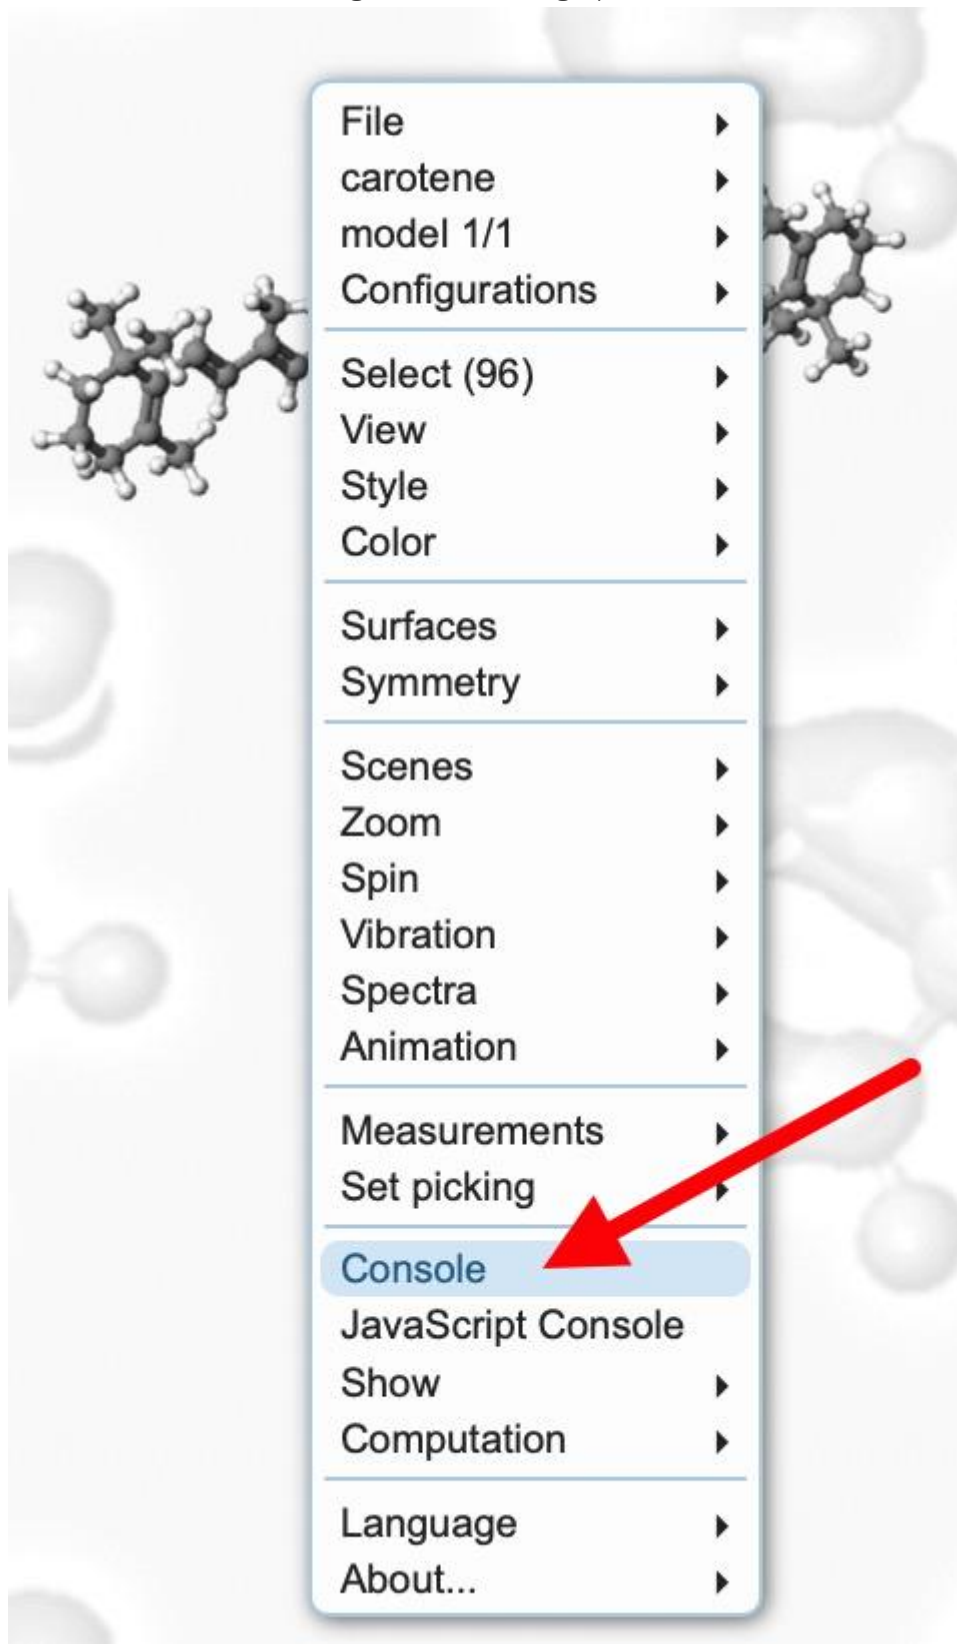 File
carotene
model 1/1
Configurations
Select (96)
View
Style
Color
Surfaces
Symmetry
Scenes
Zoom
Spin
Vibration
Spectra
Animation
Measurements
Set picking
Console
JavaScript Console
Show
Computation
Language
About...